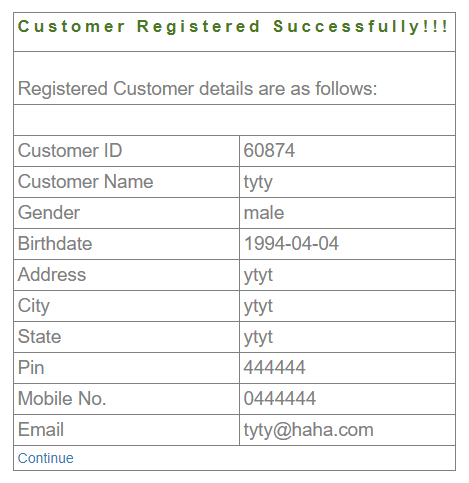 Customer Registered Successfully!!!
Registered Customer details are as follows:
Customer ID 60874
Customer Name tyty
Gender male
Birthdate 1994-04-04
Address ytyt
City ytyt
State ytyt
Pin 444444
Mobile No. 0444444
Email tyty@haha.com
Continue